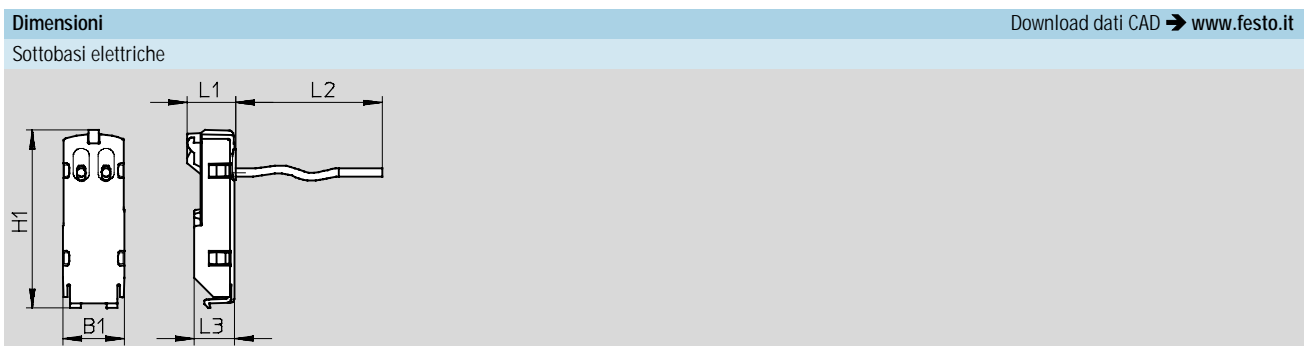 Dimensioni Download dati CAD ➔ www.festo.it
Sottobasi elettriche
L1 L2
H1
B1 L3